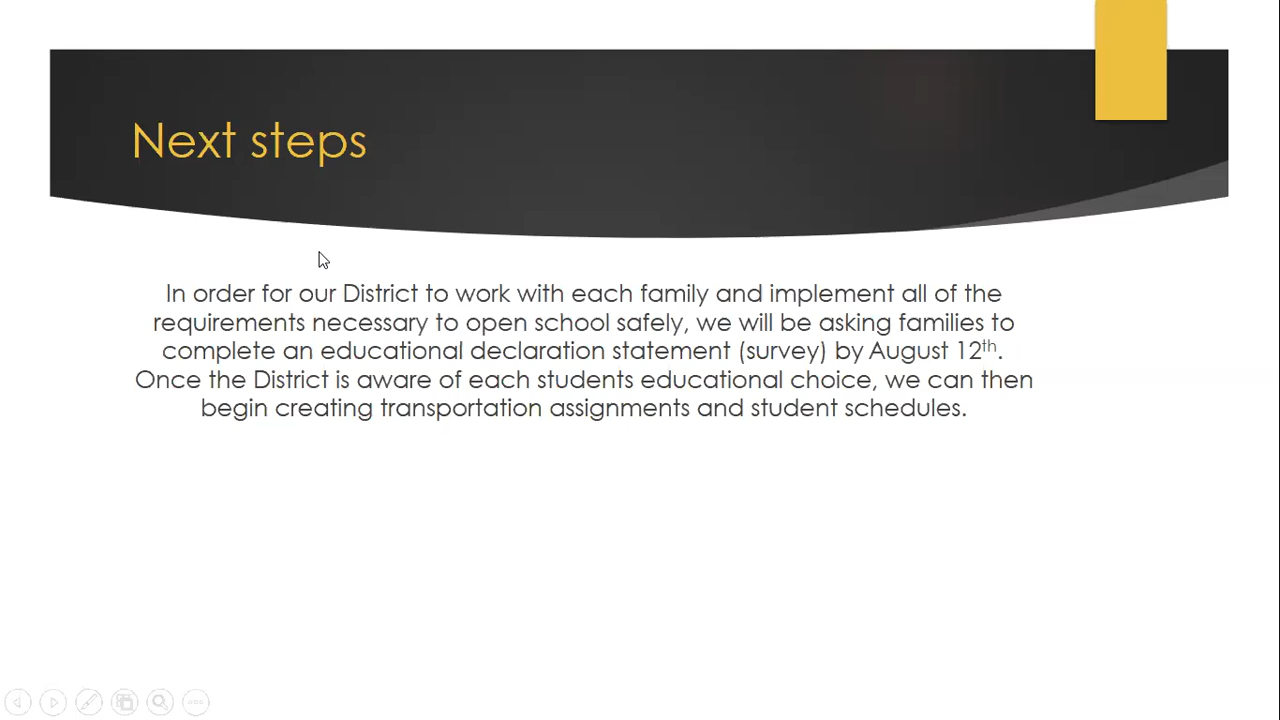 Next steps
In order for our District to work with each family and implement all of the
requirements necessary to open school safely, we will be asking families to
complete an educational declaration statement (survey) by August 12th.
Once the District is aware of each students educational choice, we can then
begin creating transportation assignments and student schedules.